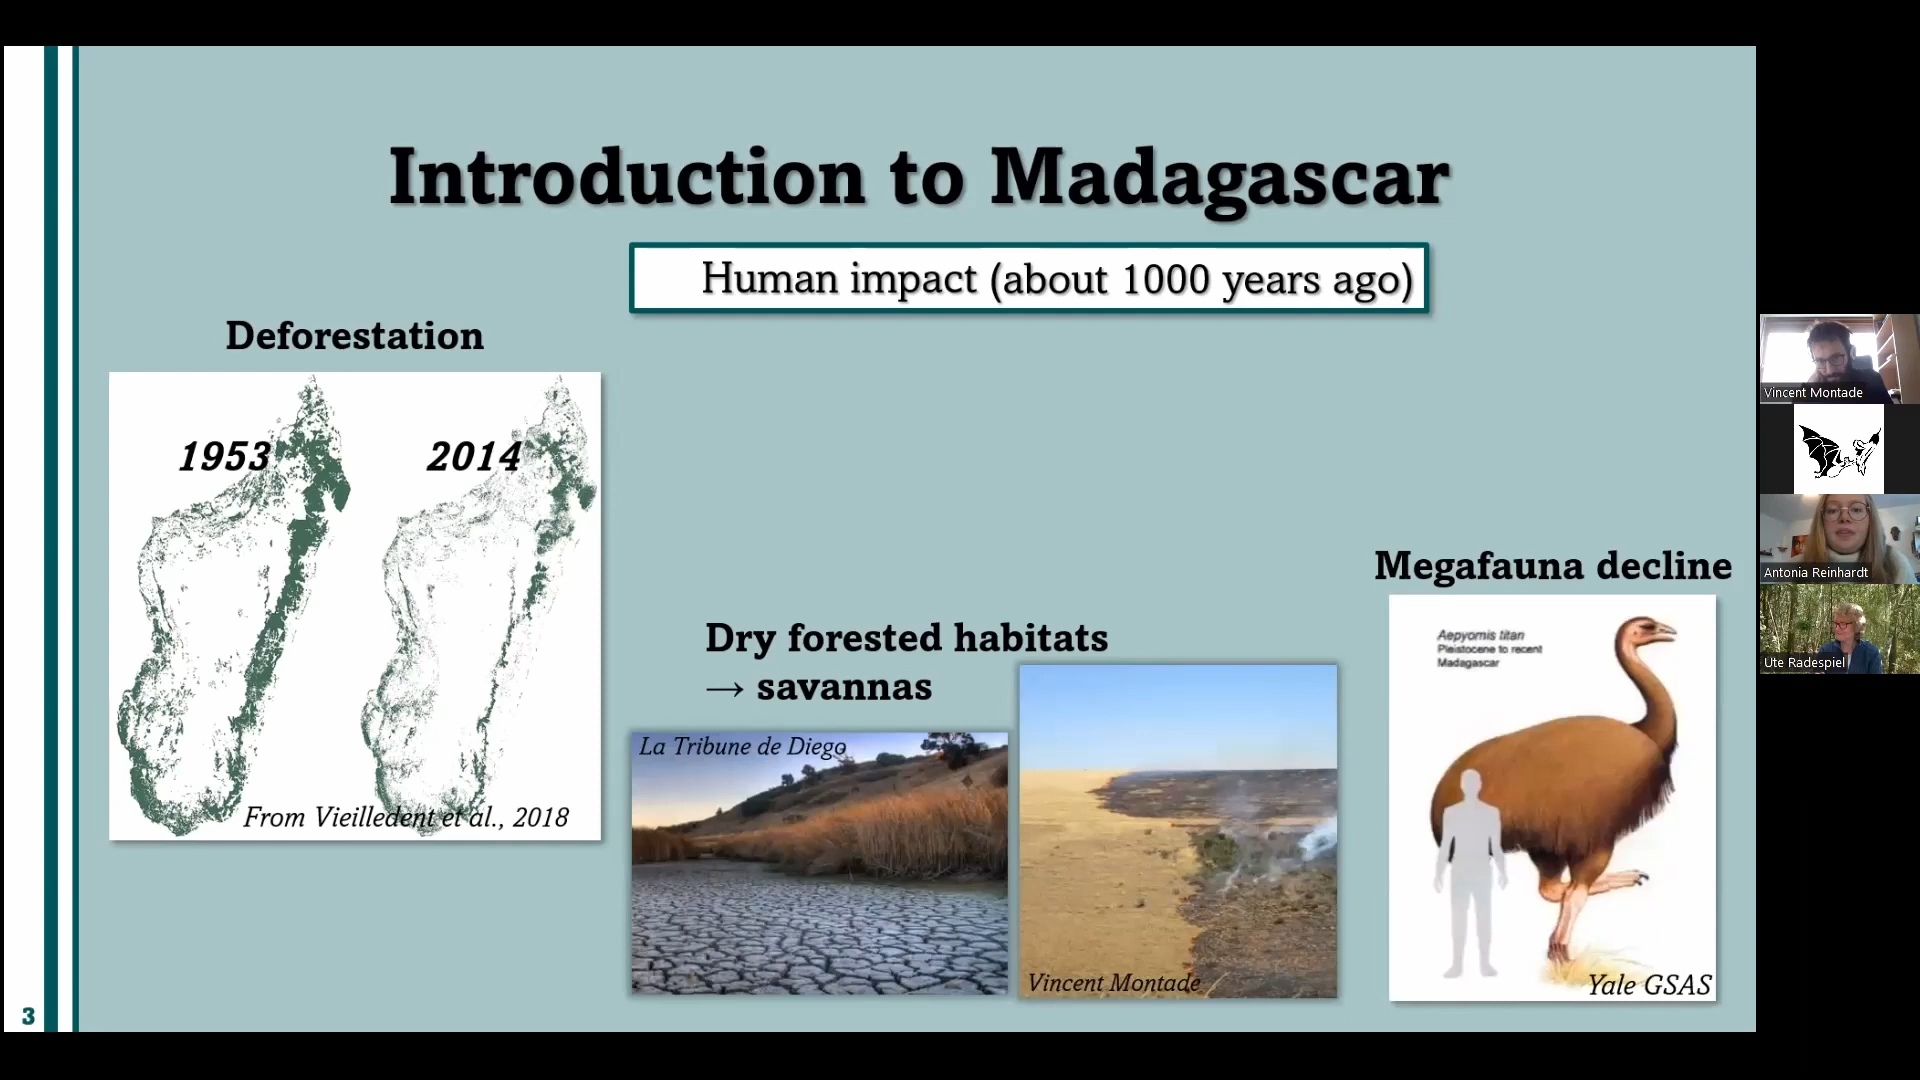 Introduction to Madagascar
Human impact (about 1000 years ago)
Deforestation
1953
2014
From Vieilledent et al., 2018
Dry forested habitats
→ savannas
La Tribune de Diego
Vincent Montade
Megafauna decline
Aepyornis titan
Pleistocene to recent
Madagascar
Yale GSAS
3
Vincent Montade
Antonia Reinhardt
Ute Radespiel